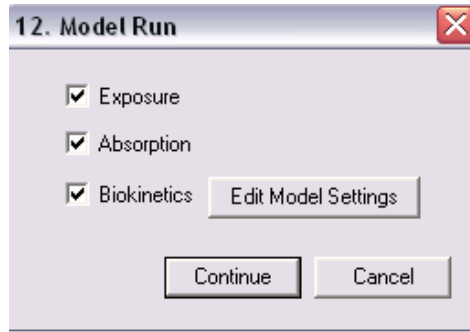 12. Model Run
Exposure
Absorption
Biokinetics Edit Model Settings
Continue Cancel